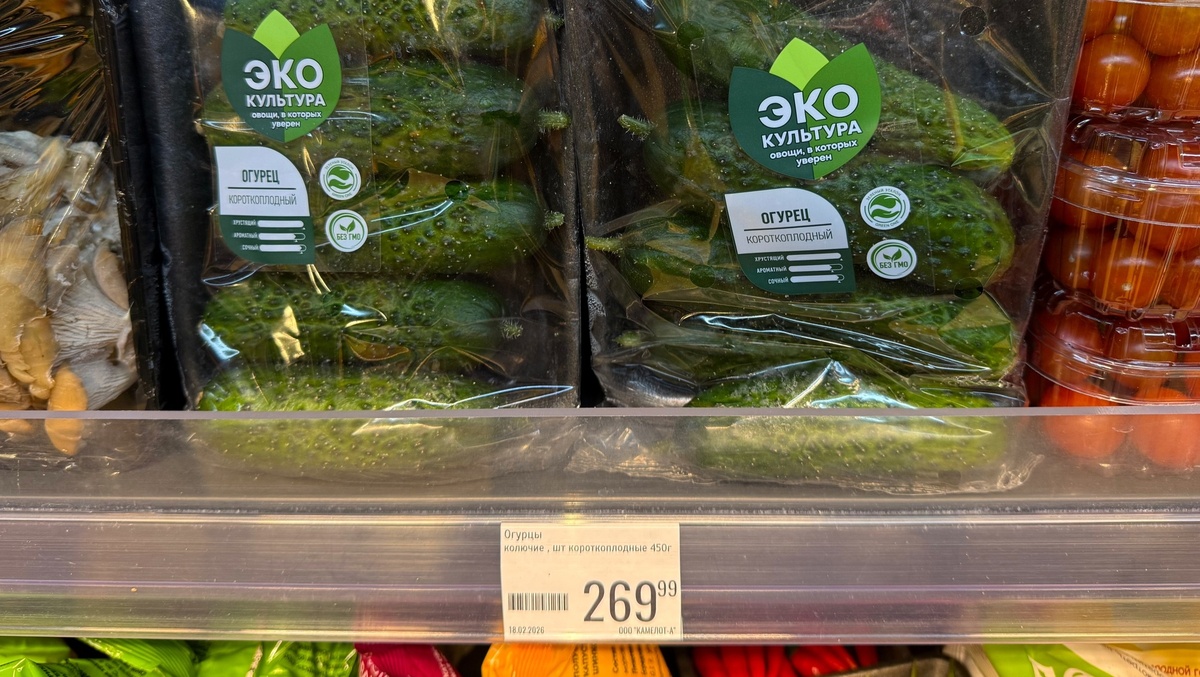 ЭКО
КУЛЬТУРА
овощи, в которых
уверен
ОГУРЕЦ
КОРОТКОПЛОДНЫЙ
ХРУСТЯЩИЙ
АРОМАТНЫЙ
СОЧНЫЙ
БЕЗ ГМО
ЭКО
КУЛЬТУРА
овощи, в которых
уверен
ОГУРЕЦ
КОРОТКОПЛОДНЫЙ
ХРУСТЯЩИЙ
АРОМАТНЫЙ
СОЧНЫЙ
БЕЗ ГМО
Огурцы
колючие , шт короткоплодные 450г
269 99
18.02.2026
ООО "КАМЕЛОТ-А"